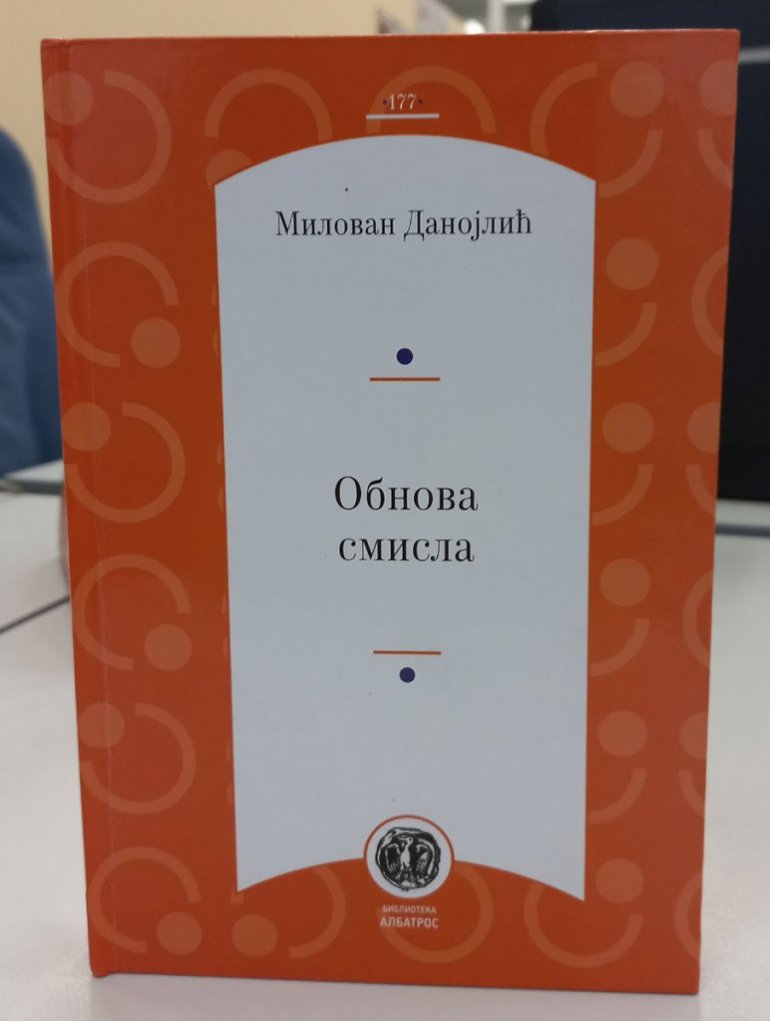 ·177·
Милован Данојлић
Обнова
смисла
БИБЛИОТЕКА
АЛБАТРОС